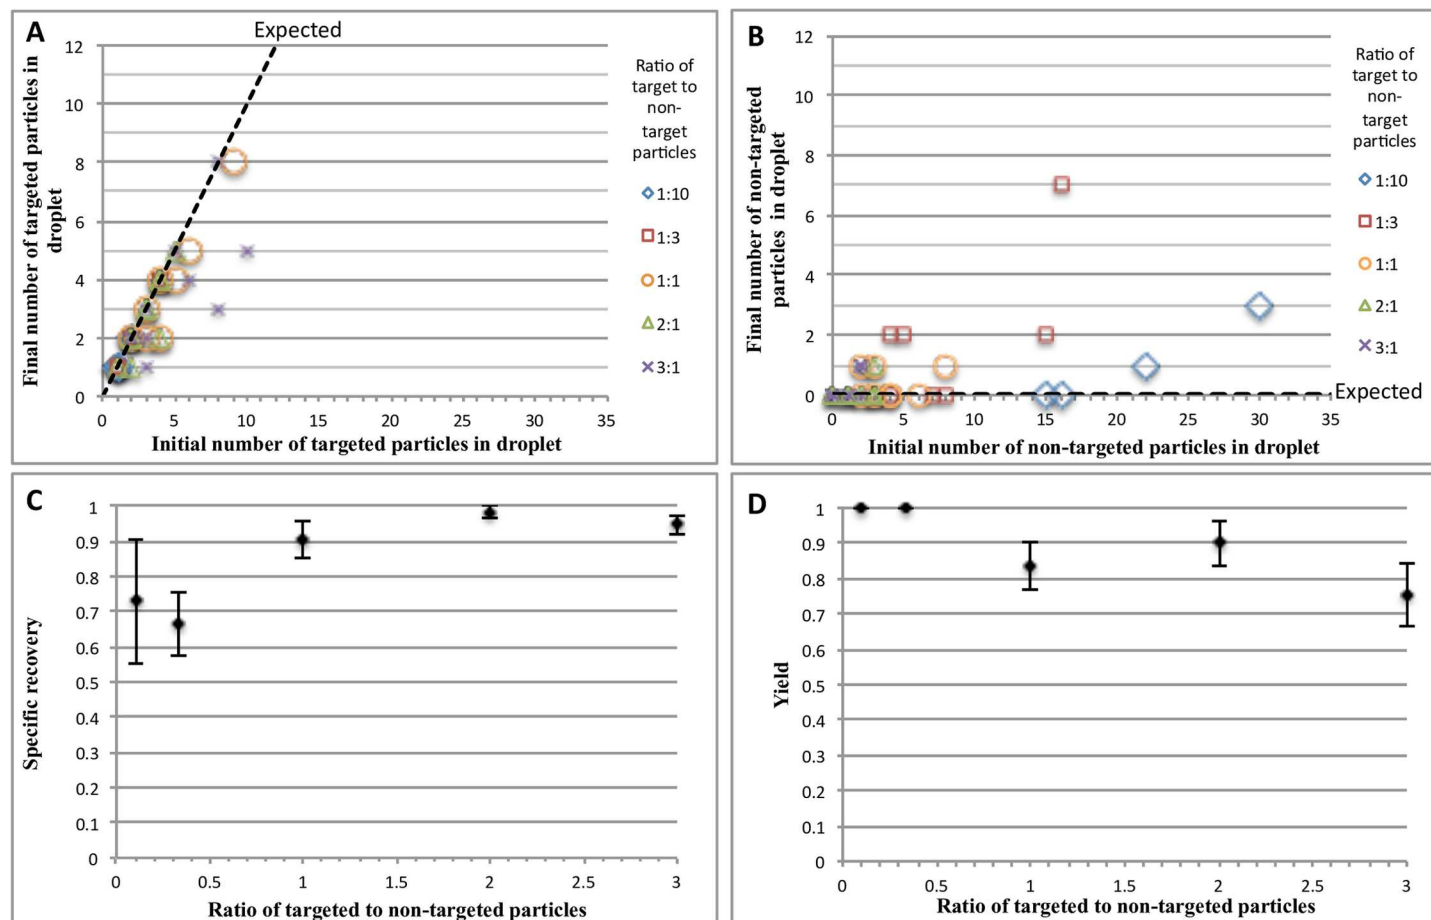 A
Expected
Final number of targeted particles in
droplet
12
10
8
6
4
2
0
0 5 10 15 20 25 30 35
Initial number of targeted particles in droplet
Ratio of
target to
non-
target
particles
1:10
1:3
1:1
2:1
3:1
B
Final number of non-targeted
particles in droplet
12
10
8
6
4
2
0
0 5 10 15 20 25 30 35
Expected
Initial number of non-targeted particles in droplet
Ratio of
target to
non-
target
particles
1:10
1:3
1:1
2:1
3:1
C
Specific recovery
1
0.9
0.8
0.7
0.6
0.5
0.4
0.3
0.2
0.1
0
0 0.5 1 1.5 2 2.5 3
Ratio of targeted to non-targeted particles
D
Yield
1
0.9
0.8
0.7
0.6
0.5
0.4
0.3
0.2
0.1
0
0 0.5 1 1.5 2 2.5 3
Ratio of targeted to non-targeted particles